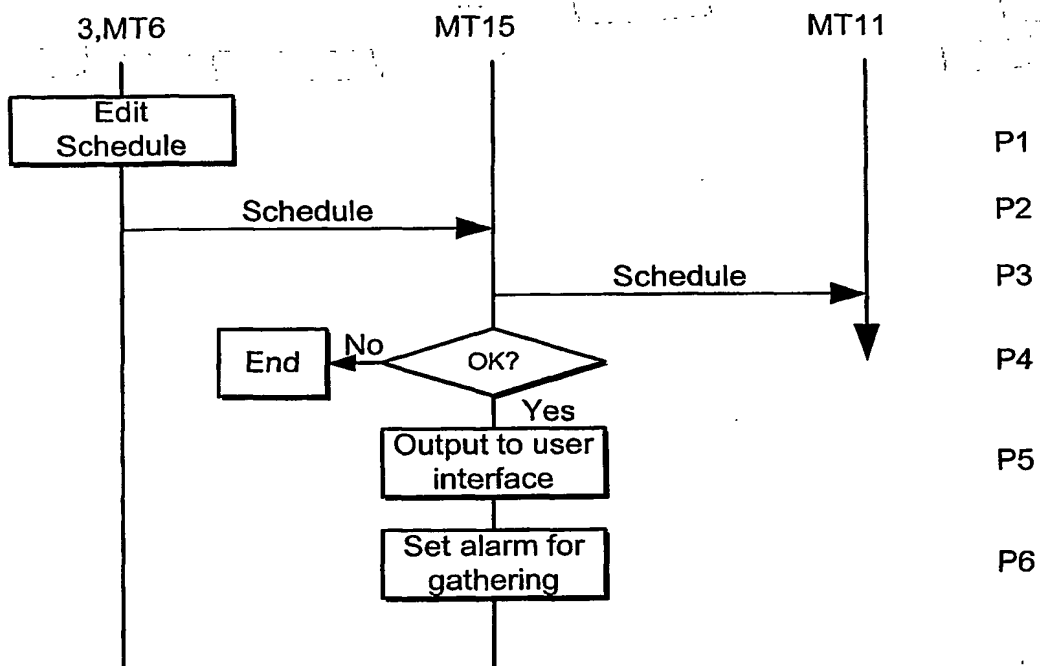 3,MT6
MT15
MT11
Edit
Schedule
P1
Schedule
P2
Schedule
P3
End
No
OK?
P4
Yes
Output to user
interface
P5
Set alarm for
gathering
P6